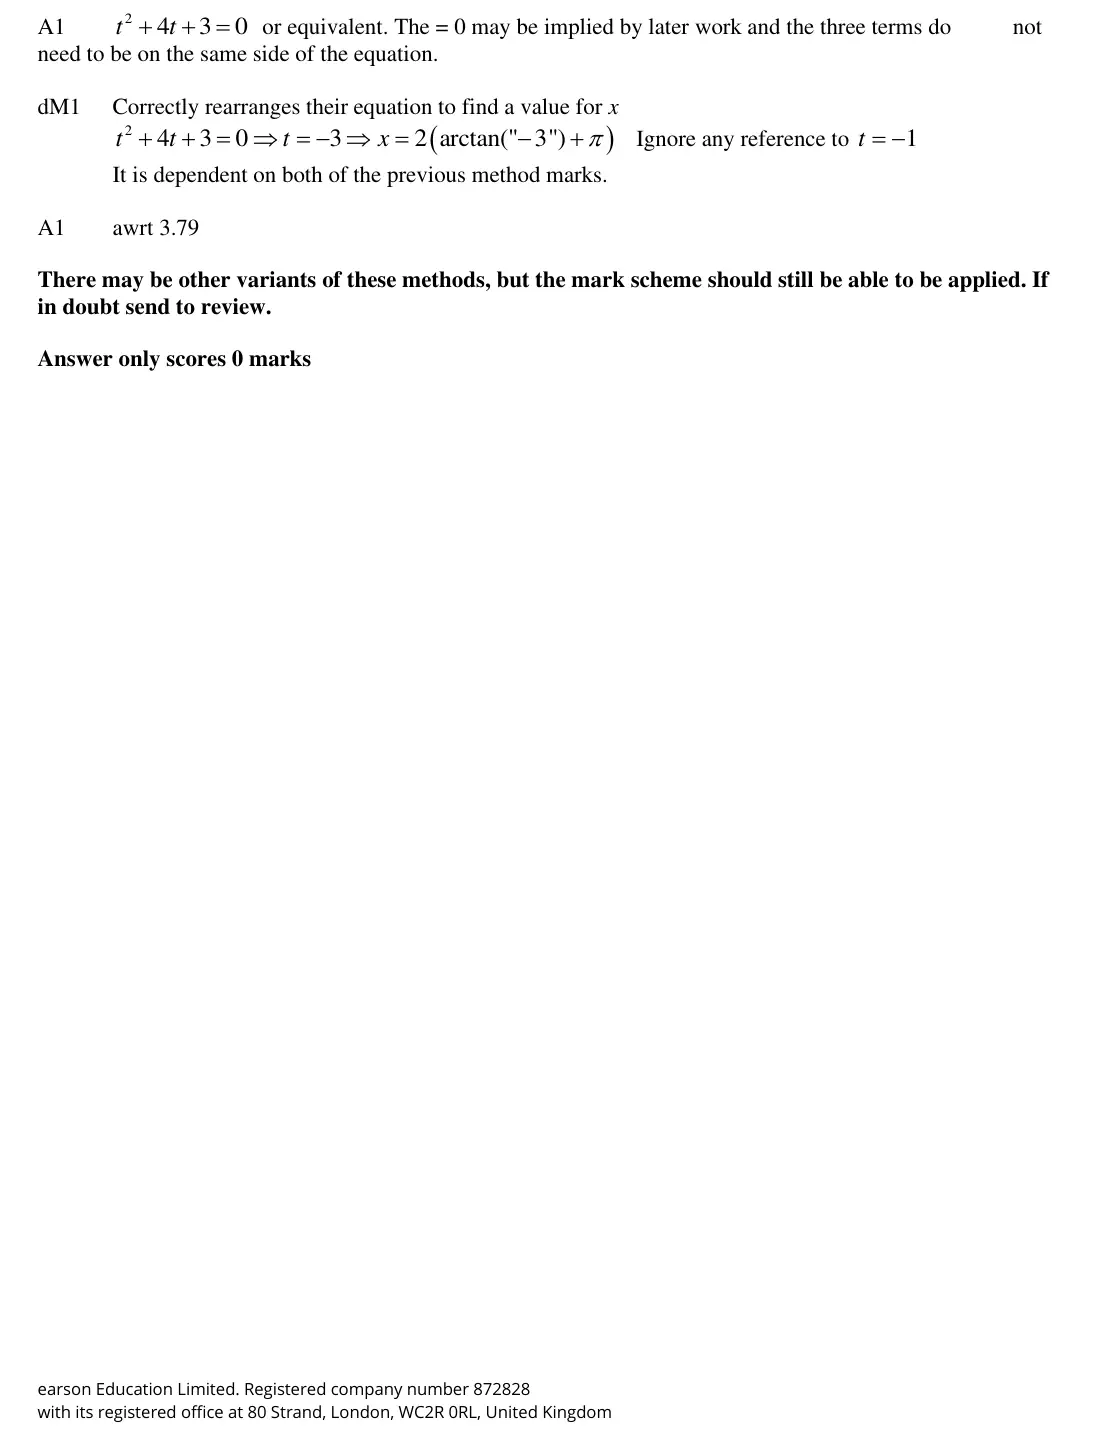 A1 t² + 4t + 3 = 0 or equivalent. The = 0 may be implied by later work and the three terms do not
need to be on the same side of the equation.
dM1 Correctly rearranges their equation to find a value for x
t² + 4t + 3 = 0 ⇒ t = −3 ⇒ x = 2(arctan("−3") + π) Ignore any reference to t = −1
It is dependent on both of the previous method marks.
A1 awrt 3.79
There may be other variants of these methods, but the mark scheme should still be able to be applied. If
in doubt send to review.
Answer only scores 0 marks
earson Education Limited. Registered company number 872828
with its registered office at 80 Strand, London, WC2R 0RL, United Kingdom